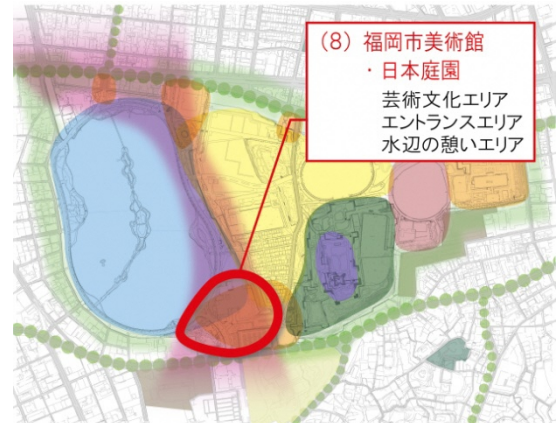 (8) 福岡市美術館
・日本庭園
芸術文化エリア
エントランスエリア
水辺の憩いエリア